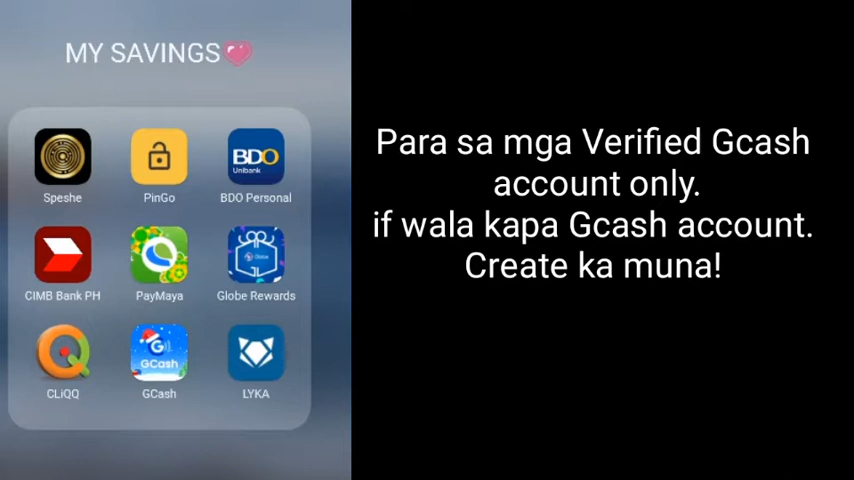 MY SAVINGS💗
BDO
Unibank
Speshe
PinGo
BDO Personal
Globe
CIMB Bank PH
PayMaya
Globe Rewards
G
GCash
CLiQQ
GCash
LYKA
Para sa mga Verified Gcash
account only.
if wala kapa Gcash account.
Create ka muna!